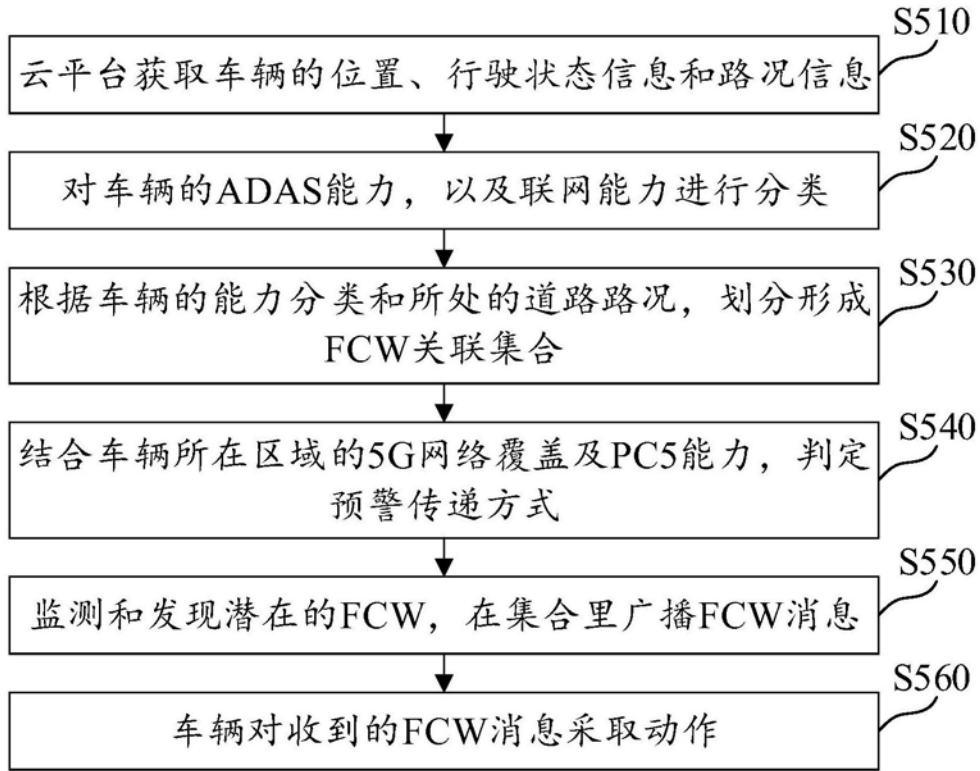 S510
云平台获取车辆的位置、行驶状态信息和路况信息
S520
对车辆的ADAS能力，以及联网能力进行分类
S530
根据车辆的能力分类和所处的道路路况，划分形成
FCW关联集合
S540
结合车辆所在区域的5G网络覆盖及PC5能力，判定
预警传递方式
S550
监测和发现潜在的FCW，在集合里广播FCW消息
S560
车辆对收到的FCW消息采取动作